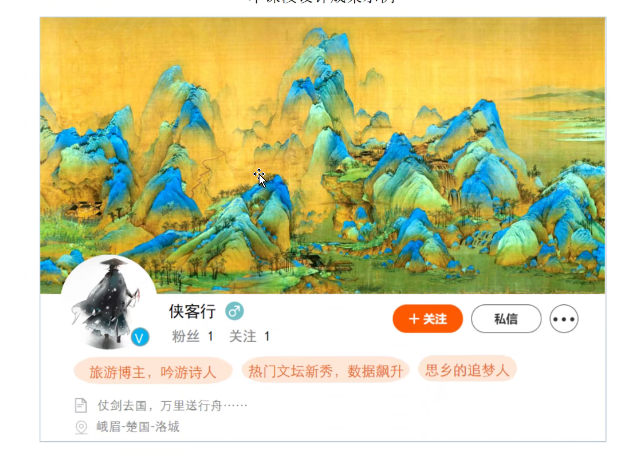 侠客行
粉丝 1 关注 1
+ 关注
私信
V
旅游博主，吟游诗人
热门文坛新秀，数据飙升
思乡的追梦人
仗剑去国，万里送行舟……
峨眉-楚国-洛城